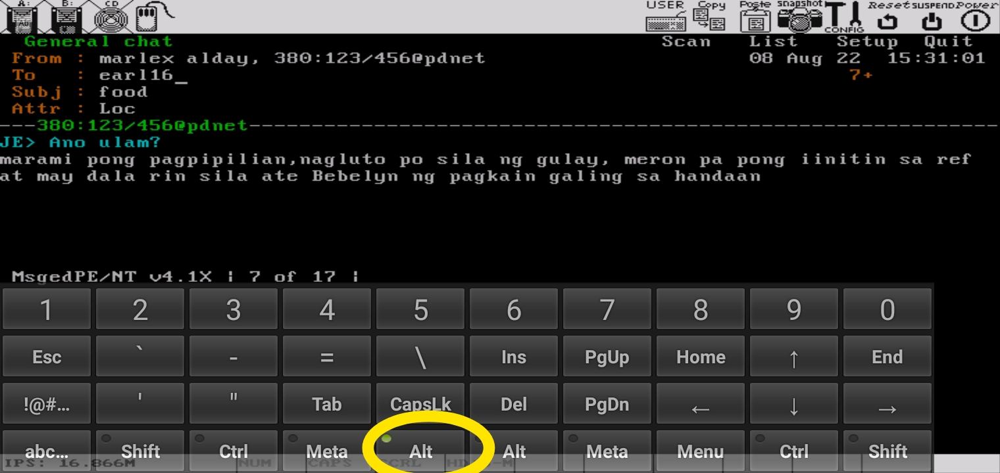 A: B: CD USER Copy Paste snapshot CONFIG Reset SUSPEND Power
General chat Scan List Setup Quit
From : marlex alday, 380:123/456@pdnet 08 Aug 22 15:31:01
To : earl16_ 7+
Subj : food
Attr : Loc
---380:123/456@pdnet------------------------------------------------------------
JE> Ano ulam?
marami pong pagpipilian,nagluto po sila ng gulay, meron pa pong iinitin sa ref
at may dala rin sila ate Bebelyn ng pagkain galing sa handaan
MsgedPE/NT v4.1X | 7 of 17 |
1 2 3 4 5 6 7 8 9 0
Esc ` - = \ Ins PgUp Home ↑ End
!@#... ' " Tab CapsLk Del PgDn ← ↓ →
abc... Shift Ctrl Meta Alt Alt Meta Menu Ctrl Shift
IPS: 16.866M NUM CAPS SCRL HD -M